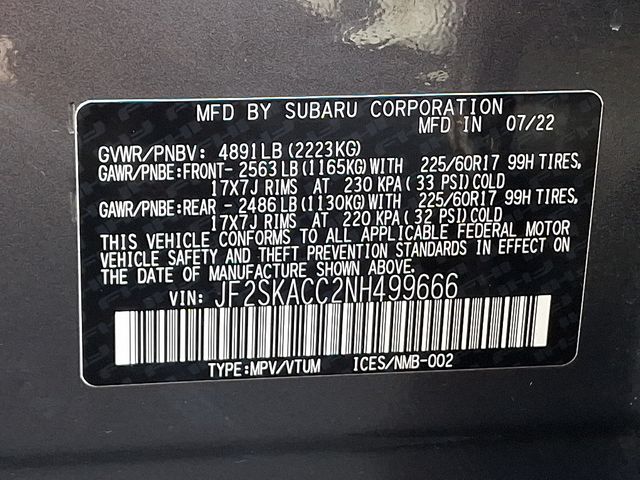 MFD BY SUBARU CORPORATION
MFD IN 07/22
GVWR/PNBV: 4891LB (2223KG)
GAWR/PNBE:FRONT- 2563LB (1165KG)WITH 225/60R17 99H TIRES,
17X7J RIMS AT 230 KPA (33 PSI)COLD
GAWR/PNBE:REAR - 2486LB (1130KG)WITH 225/60R17 99H TIRES,
17X7J RIMS AT 220 KPA (32 PSI)COLD
THIS VEHICLE CONFORMS TO ALL APPLICABLE FEDERAL MOTOR
VEHICLE SAFETY AND THEFT PREVENTION STANDARDS IN EFFECT ON
THE DATE OF MANUFACTURE SHOWN ABOVE.
VIN: JF2SKACC2NH499666
TYPE:MPV/VTUM ICES/NMB-002